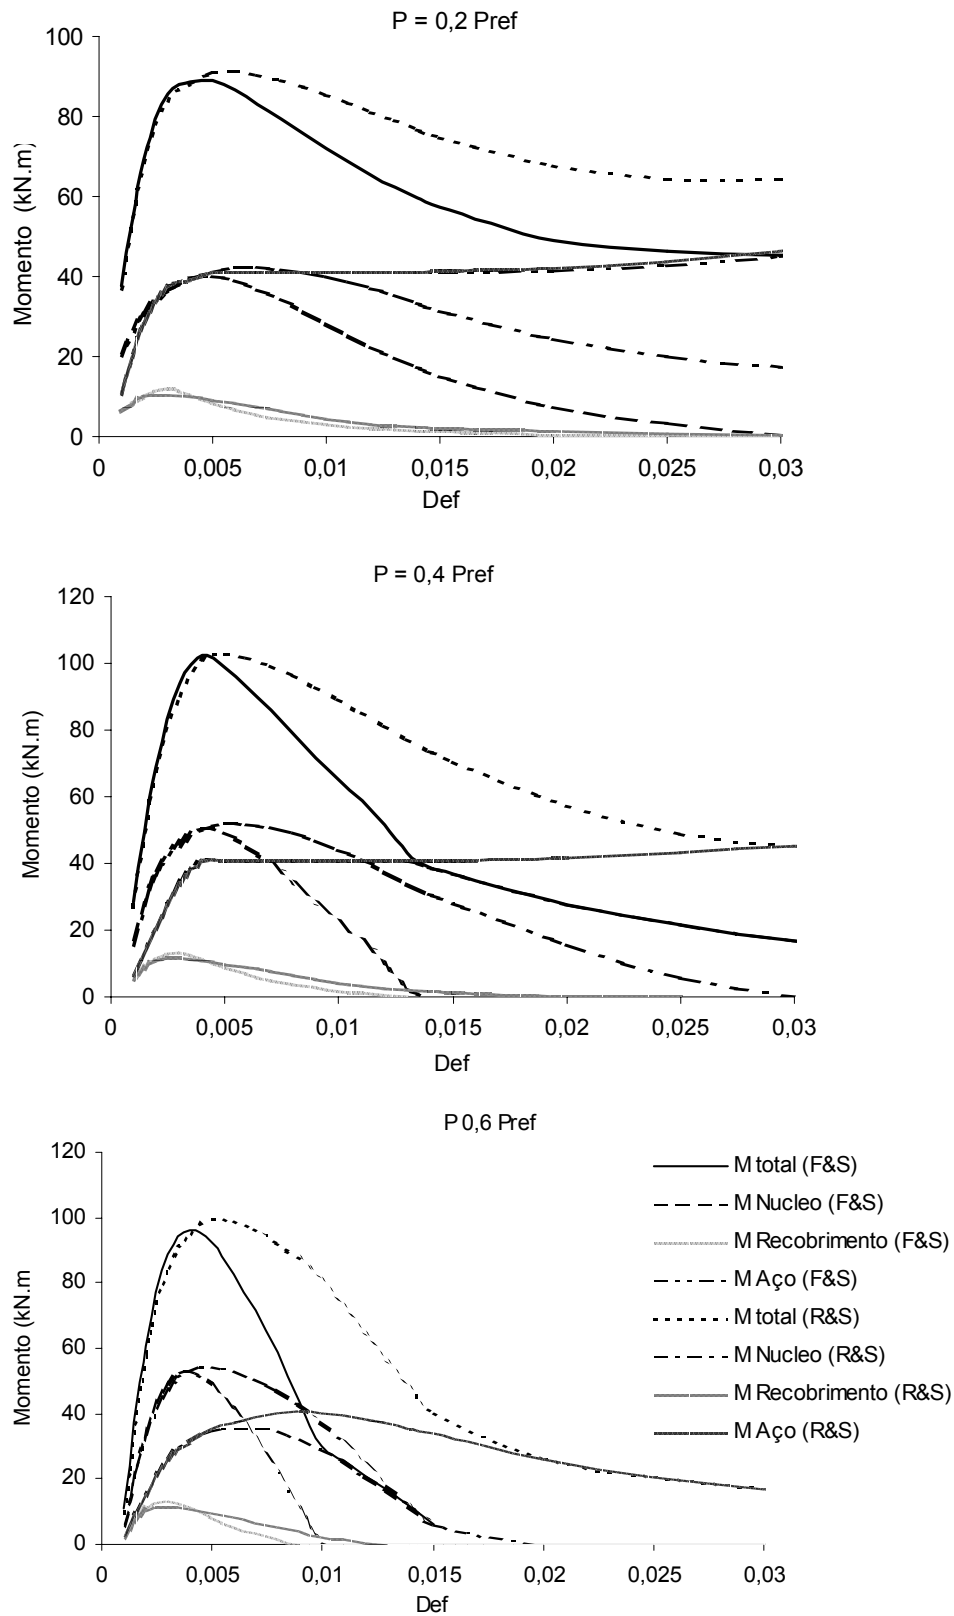 P = 0,2 Pref
100
80
60
40
20
0
Momento (kN.m)
0 0,005 0,01 0,015 0,02 0,025 0,03
Def
P = 0,4 Pref
120
100
80
60
40
20
0
Momento (kN.m)
0 0,005 0,01 0,015 0,02 0,025 0,03
Def
P 0,6 Pref
120
100
80
60
40
20
0
Momento (kN.m
0 0,005 0,01 0,015 0,02 0,025 0,03
Def
M total (F&S)
M Nucleo (F&S)
M Recobrimento (F&S)
M Aço (F&S)
M total (R&S)
M Nucleo (R&S)
M Recobrimento (R&S)
M Aço (R&S)